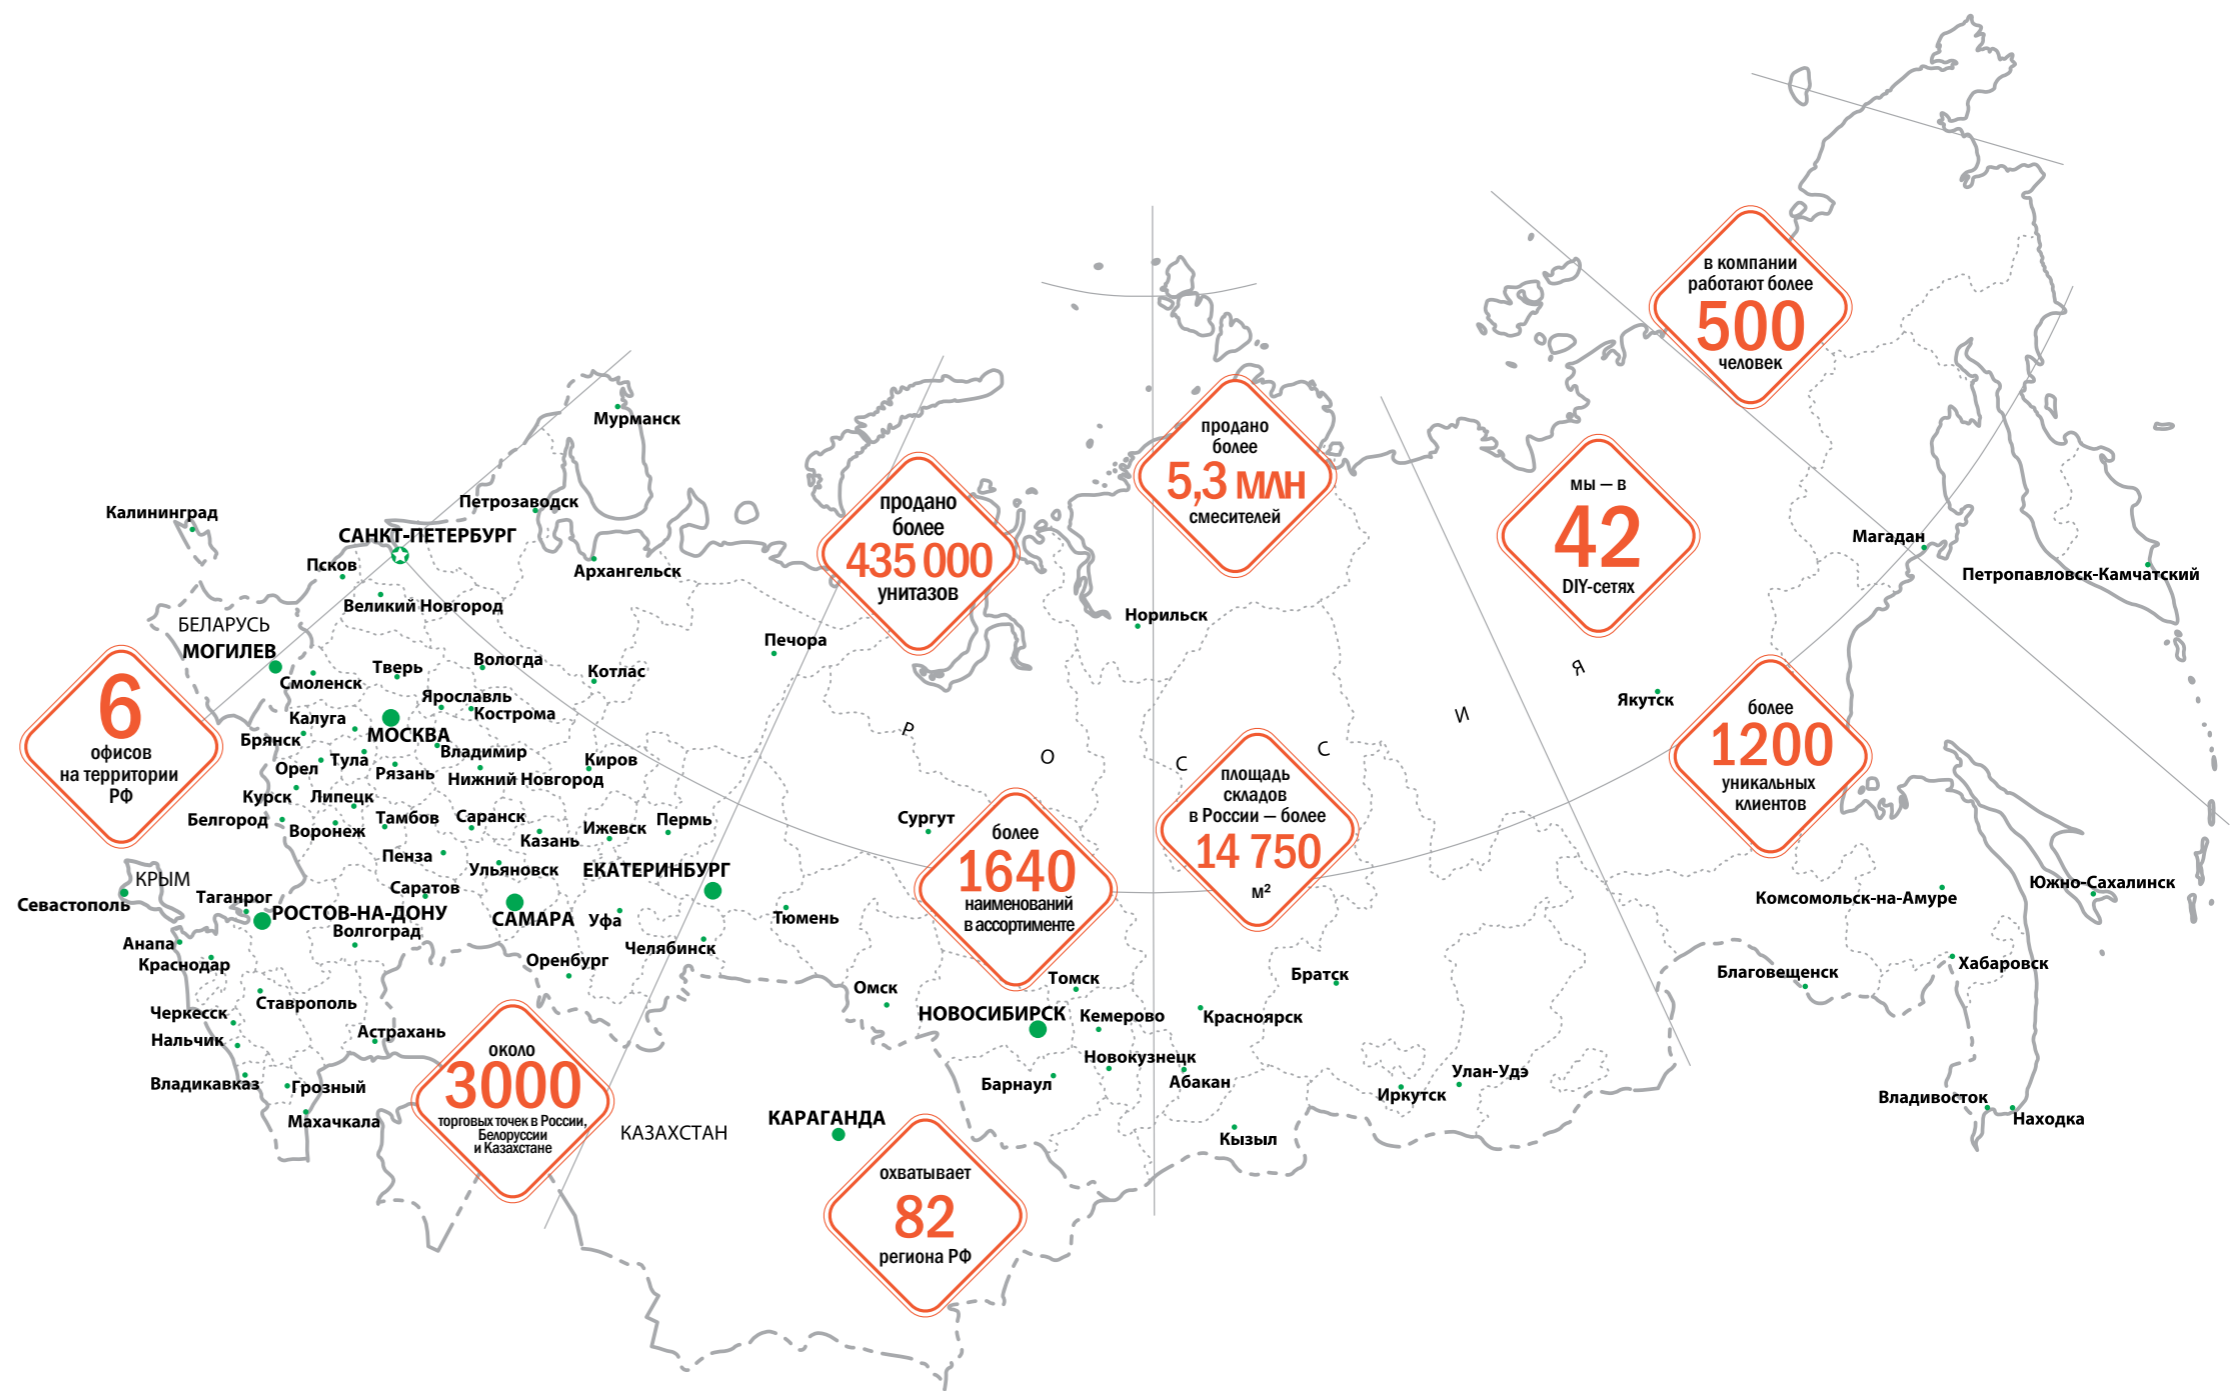 в компании
работают более
500
человек
продано
более
5,3 млн
смесителей
Мурманск
продано
более
435 000
унитазов
мы – в
42
DIY-сетях
Калининград
Петрозаводск
САНКТ-ПЕТЕРБУРГ
Псков
Архангельск
Великий Новгород
Магадан
Петропавловск-Камчатский
Норильск
Печора
БЕЛАРУСЬ
МОГИЛЕВ
Смоленск
Тверь
Вологда
Котлас
Ярославль
Кострома
Калуга
Брянск
МОСКВА
Владимир
Орел
Тула
Рязань
Нижний Новгород
Киров
6
офисов
на территории
РФ
Р О С С И Я
Якутск
более
1200
уникальных
клиентов
площадь
складов
в России – более
14 750
м²
Курск
Липецк
Белгород
Воронеж
Тамбов
Саранск
Казань
Ижевск
Пермь
Сургут
более
1640
наименований
в ассортименте
Пенза
Ульяновск
ЕКАТЕРИНБУРГ
КРЫМ
Севастополь
Таганрог
Саратов
РОСТОВ-НА-ДОНУ
САМАРА
Уфа
Тюмень
Волгоград
Анапа
Краснодар
Челябинск
Оренбург
Южно-Сахалинск
Комсомольск-на-Амуре
Благовещенск
Хабаровск
Омск
Томск
Братск
НОВОСИБИРСК
Кемерово
Красноярск
Ставрополь
Черкесск
Нальчик
Астрахань
Владикавказ
Грозный
Махачкала
около
3000
торговых точек в России,
Белоруссии
и Казахстане
Новокузнецк
Барнаул
Абакан
Иркутск
Улан-Удэ
Кызыл
Владивосток
Находка
КАЗАХСТАН
КАРАГАНДА
охватывает
82
региона РФ